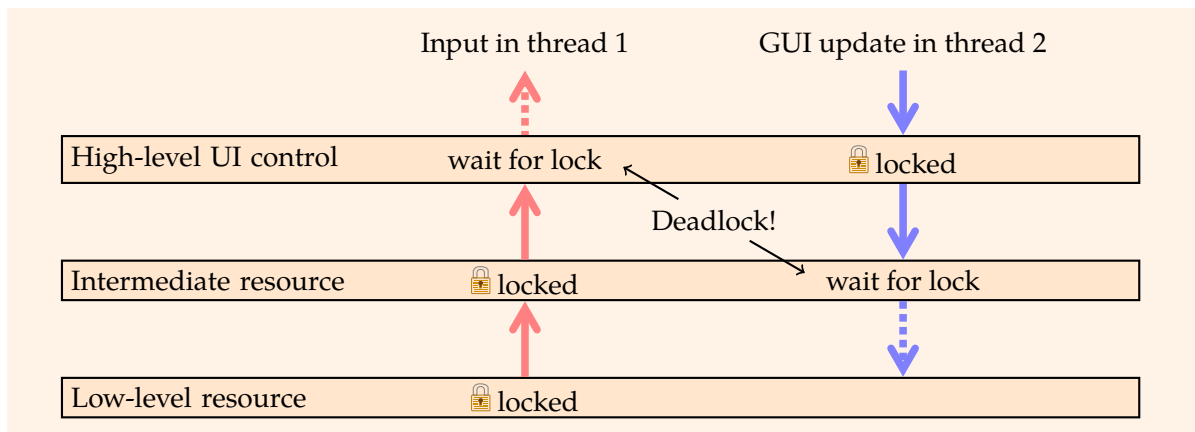 Input in thread 1
GUI update in thread 2
High-level UI control
wait for lock
locked
Deadlock!
Intermediate resource
locked
wait for lock
Low-level resource
locked